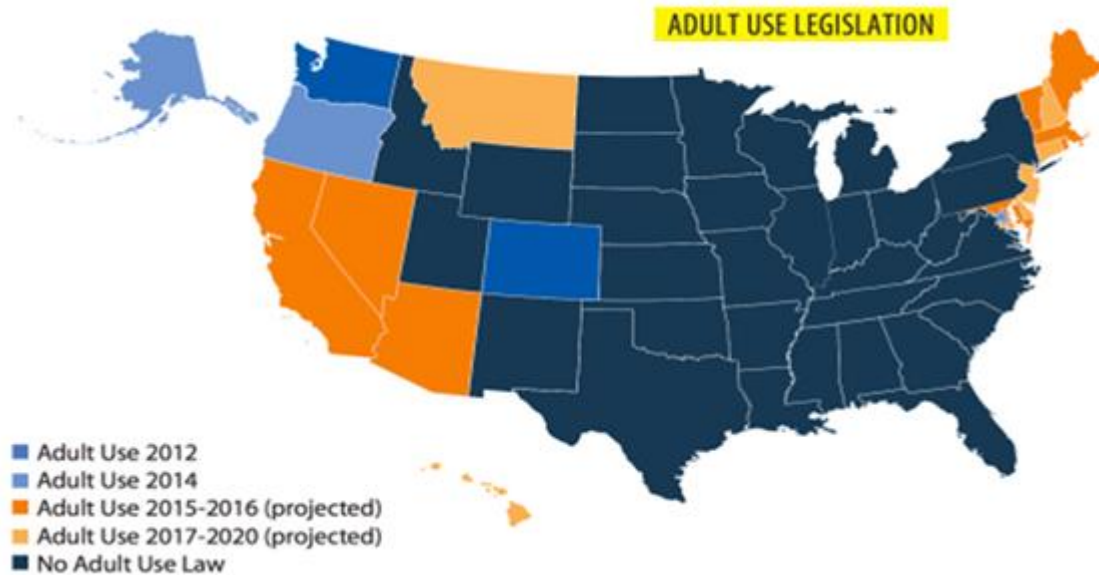 ADULT USE LEGISLATION
Adult Use 2012
Adult Use 2014
Adult Use 2015-2016 (projected)
Adult Use 2017-2020 (projected)
No Adult Use Law